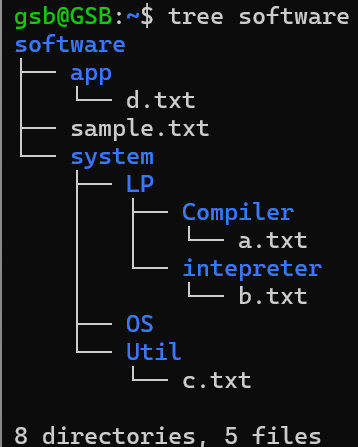 gsb@GSB:~$ tree software
software
├── app
│   └── d.txt
├── sample.txt
└── system
    ├── LP
    │   ├── Compiler
    │   │   └── a.txt
    │   └── intepreter
    │       └── b.txt
    ├── OS
    └── Util
        └── c.txt
8 directories, 5 files